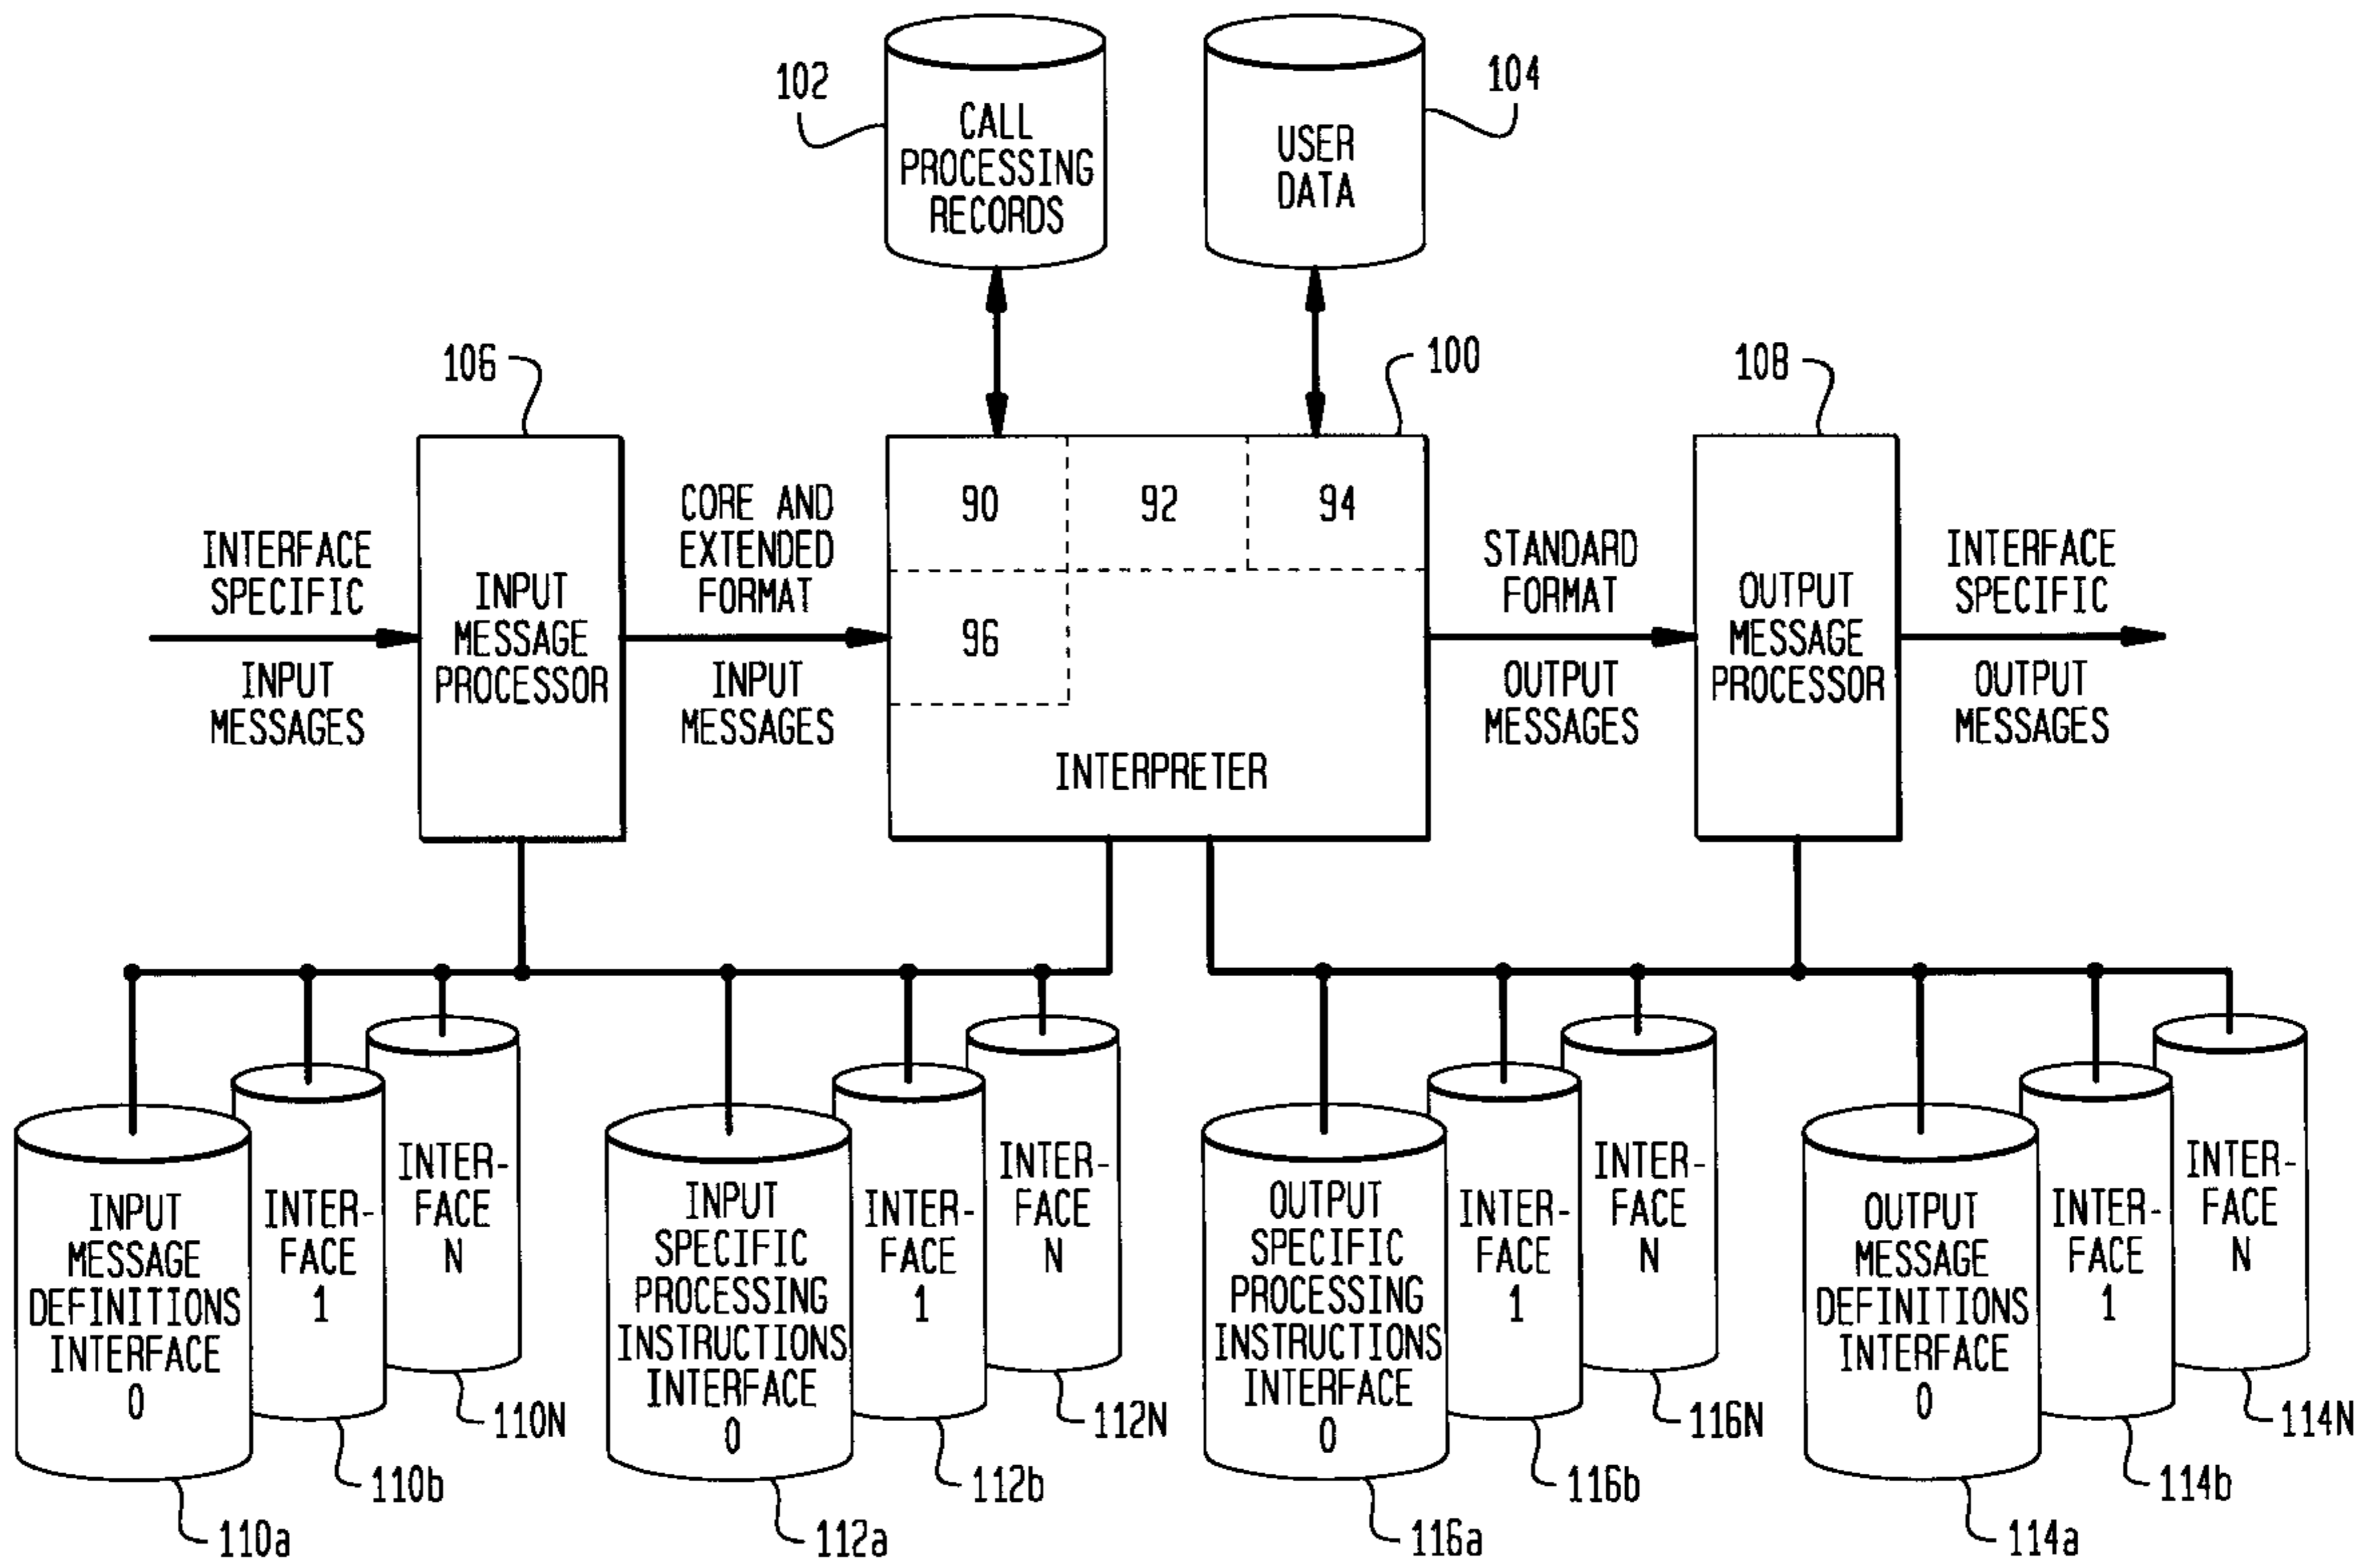 102
CALL
PROCESSING
RECORDS
USER
DATA
104
106
100
108
INTERFACE
SPECIFIC
INPUT
MESSAGES
INPUT
MESSAGE
PROCESSOR
CORE AND
EXTENDED
FORMAT
INPUT
MESSAGES
90
92
94
96
INTERPRETER
STANDARD
FORMAT
OUTPUT
MESSAGES
OUTPUT
MESSAGE
PROCESSOR
INTERFACE
SPECIFIC
OUTPUT
MESSAGES
INPUT
MESSAGE
DEFINITIONS
INTERFACE
0
INTER-
FACE
1
INTER-
FACE
N
INPUT
SPECIFIC
PROCESSING
INSTRUCTIONS
INTERFACE
0
INTER-
FACE
1
INTER-
FACE
N
OUTPUT
SPECIFIC
PROCESSING
INSTRUCTIONS
INTERFACE
0
INTER-
FACE
1
INTER-
FACE
N
OUTPUT
MESSAGE
DEFINITIONS
INTERFACE
0
INTER-
FACE
1
INTER-
FACE
N
110a
110b
110N
112a
112b
112N
116a
116b
116N
114a
114b
114N